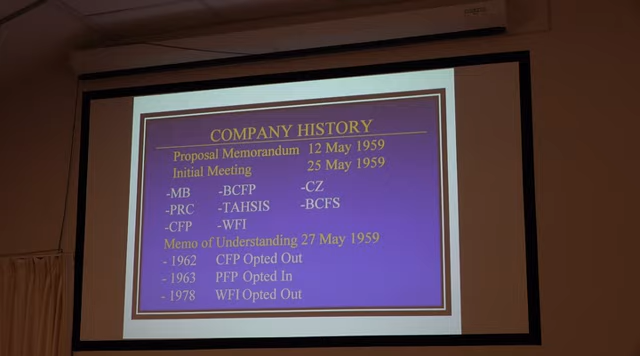 COMPANY HISTORY
Proposal Memorandum 12 May 1959
Initial Meeting 25 May 1959
-MB -BCFP -CZ
-PRC -TAHSIS -BCFS
-CFP -WFI
Memo of Understanding 27 May 1959
- 1962 CFP Opted Out
- 1963 PFP Opted In
- 1978 WFI Opted Out